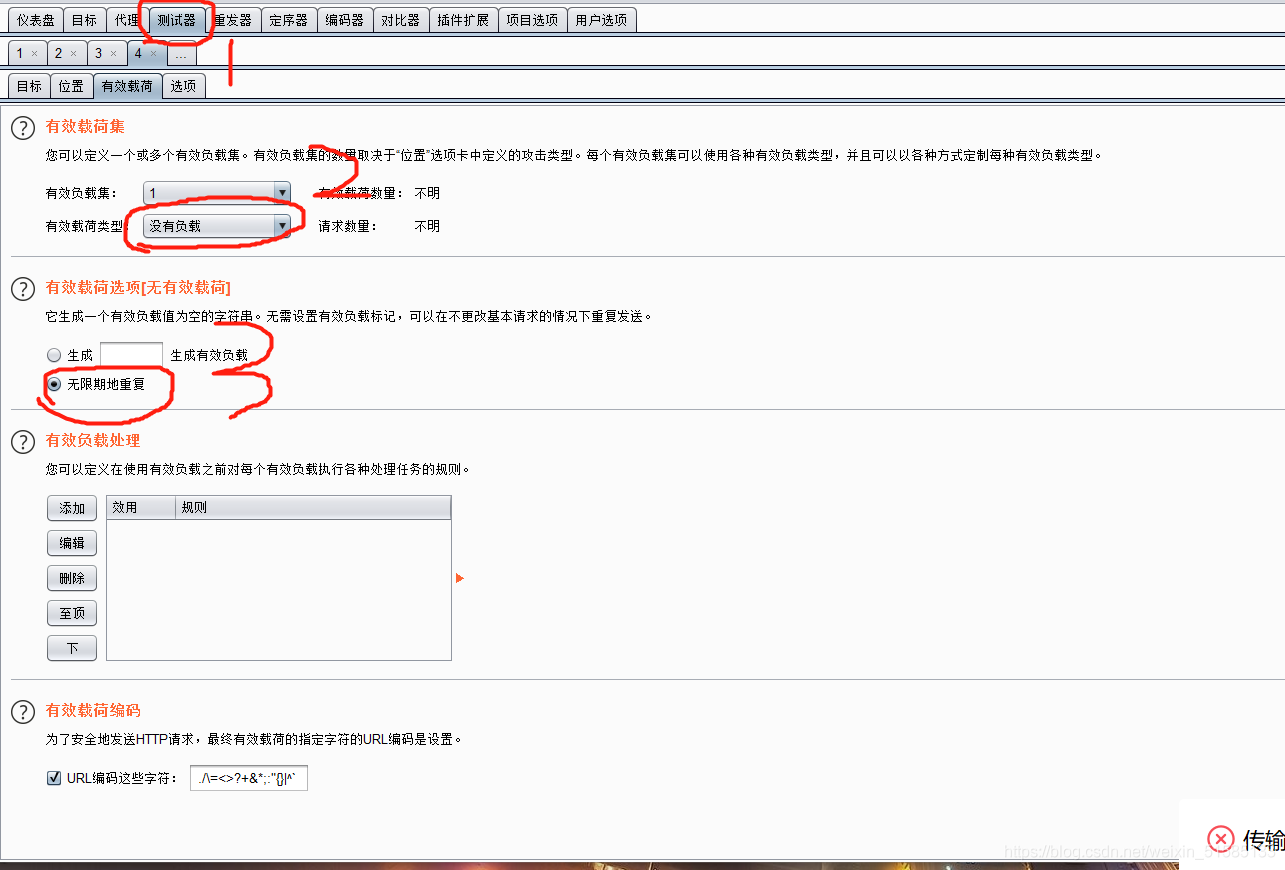 仪表盘 目标 代理 测试器 重发器 定序器 编码器 对比器 插件扩展 项目选项 用户选项
1 × 2 × 3 × 4 × ...
目标 位置 有效载荷 选项
? 有效载荷集
您可以定义一个或多个有效负载集。有效负载集的数量取决于“位置”选项卡中定义的攻击类型。每个有效负载集可以使用各种有效负载类型，并且可以以各种方式定制每种有效负载类型。
有效负载集： 1 有效载荷数量： 不明
有效载荷类型： 没有负载 请求数量： 不明
? 有效载荷选项[无有效载荷]
它生成一个有效负载值为空的字符串。无需设置有效负载标记，可以在不更改基本请求的情况下重复发送。
生成 生成有效负载
无限期地重复
? 有效负载处理
您可以定义在使用有效负载之前对每个有效负载执行各种处理任务的规则。
添加 效用 规则
编辑
删除
至顶
下
? 有效载荷编码
为了安全地发送HTTP请求，最终有效载荷的指定字符的URL编码是设置。
URL编码这些字符： ./\=<>?+&*;:"{}|^`
传输